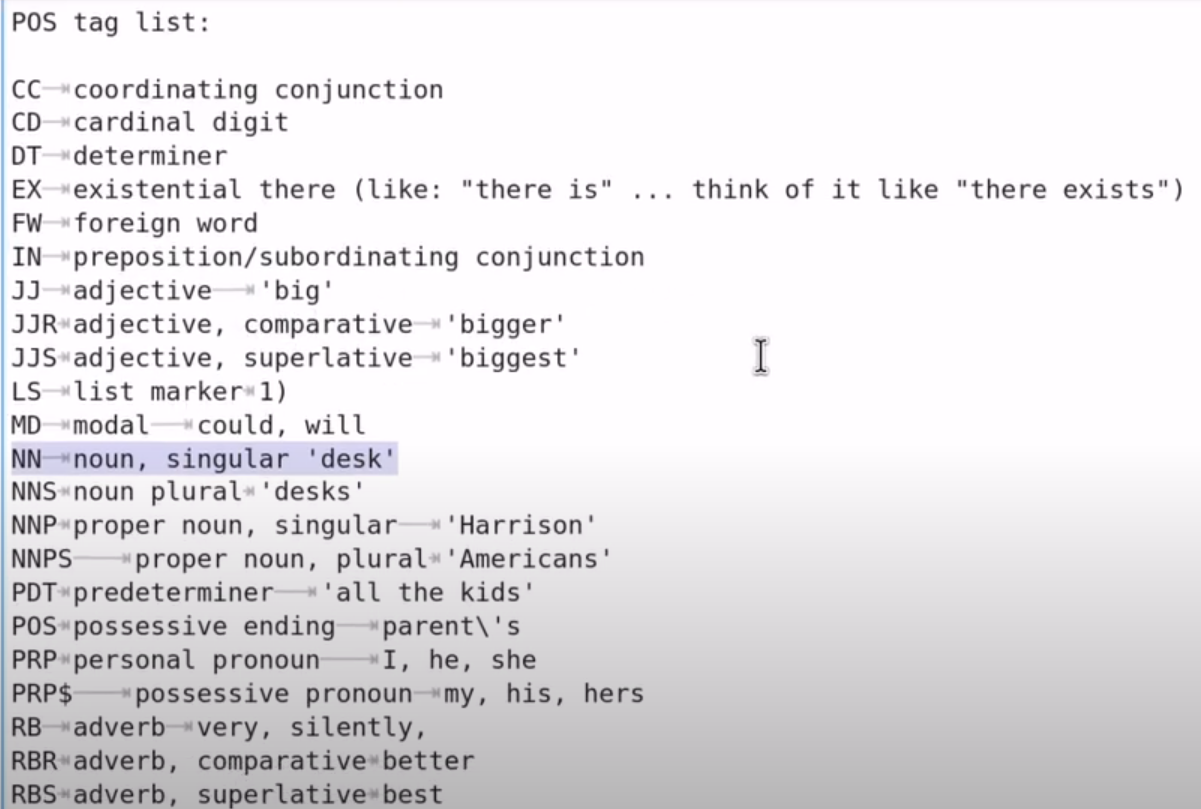 POS tag list:
CC coordinating conjunction
CD cardinal digit
DT determiner
EX existential there (like: "there is" ... think of it like "there exists")
FW foreign word
IN preposition/subordinating conjunction
JJ adjective 'big'
JJR adjective, comparative 'bigger'
JJS adjective, superlative 'biggest'
LS list marker 1)
MD modal could, will
NN noun, singular 'desk'
NNS noun plural 'desks'
NNP proper noun, singular 'Harrison'
NNPS proper noun, plural 'Americans'
PDT predeterminer 'all the kids'
POS possessive ending parent\'s
PRP personal pronoun I, he, she
PRP$ possessive pronoun my, his, hers
RB adverb very, silently,
RBR adverb, comparative better
RBS adverb, superlative best